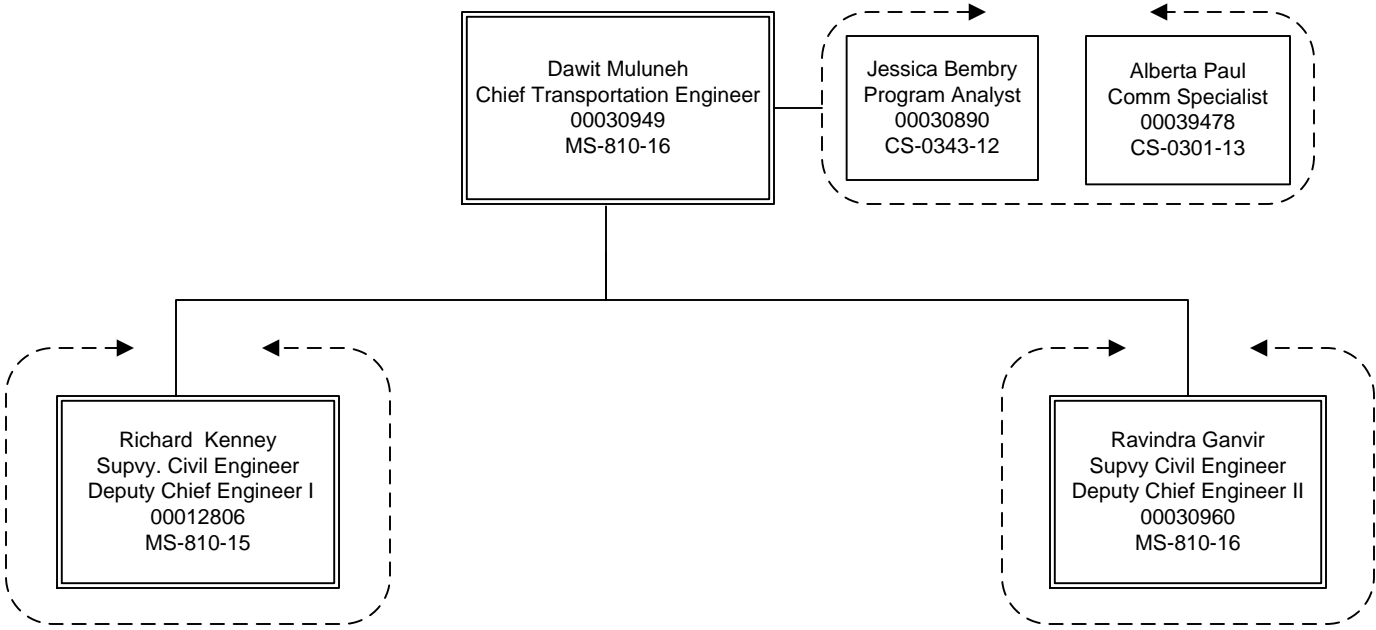 Dawit Muluneh
Chief Transportation Engineer
00030949
MS-810-16
Jessica Bembry
Program Analyst
00030890
CS-0343-12
Alberta Paul
Comm Specialist
00039478
CS-0301-13
Richard  Kenney
Supvy. Civil Engineer
Deputy Chief Engineer I
00012806
MS-810-15
Ravindra Ganvir
Supvy Civil Engineer
Deputy Chief Engineer II
00030960
MS-810-16